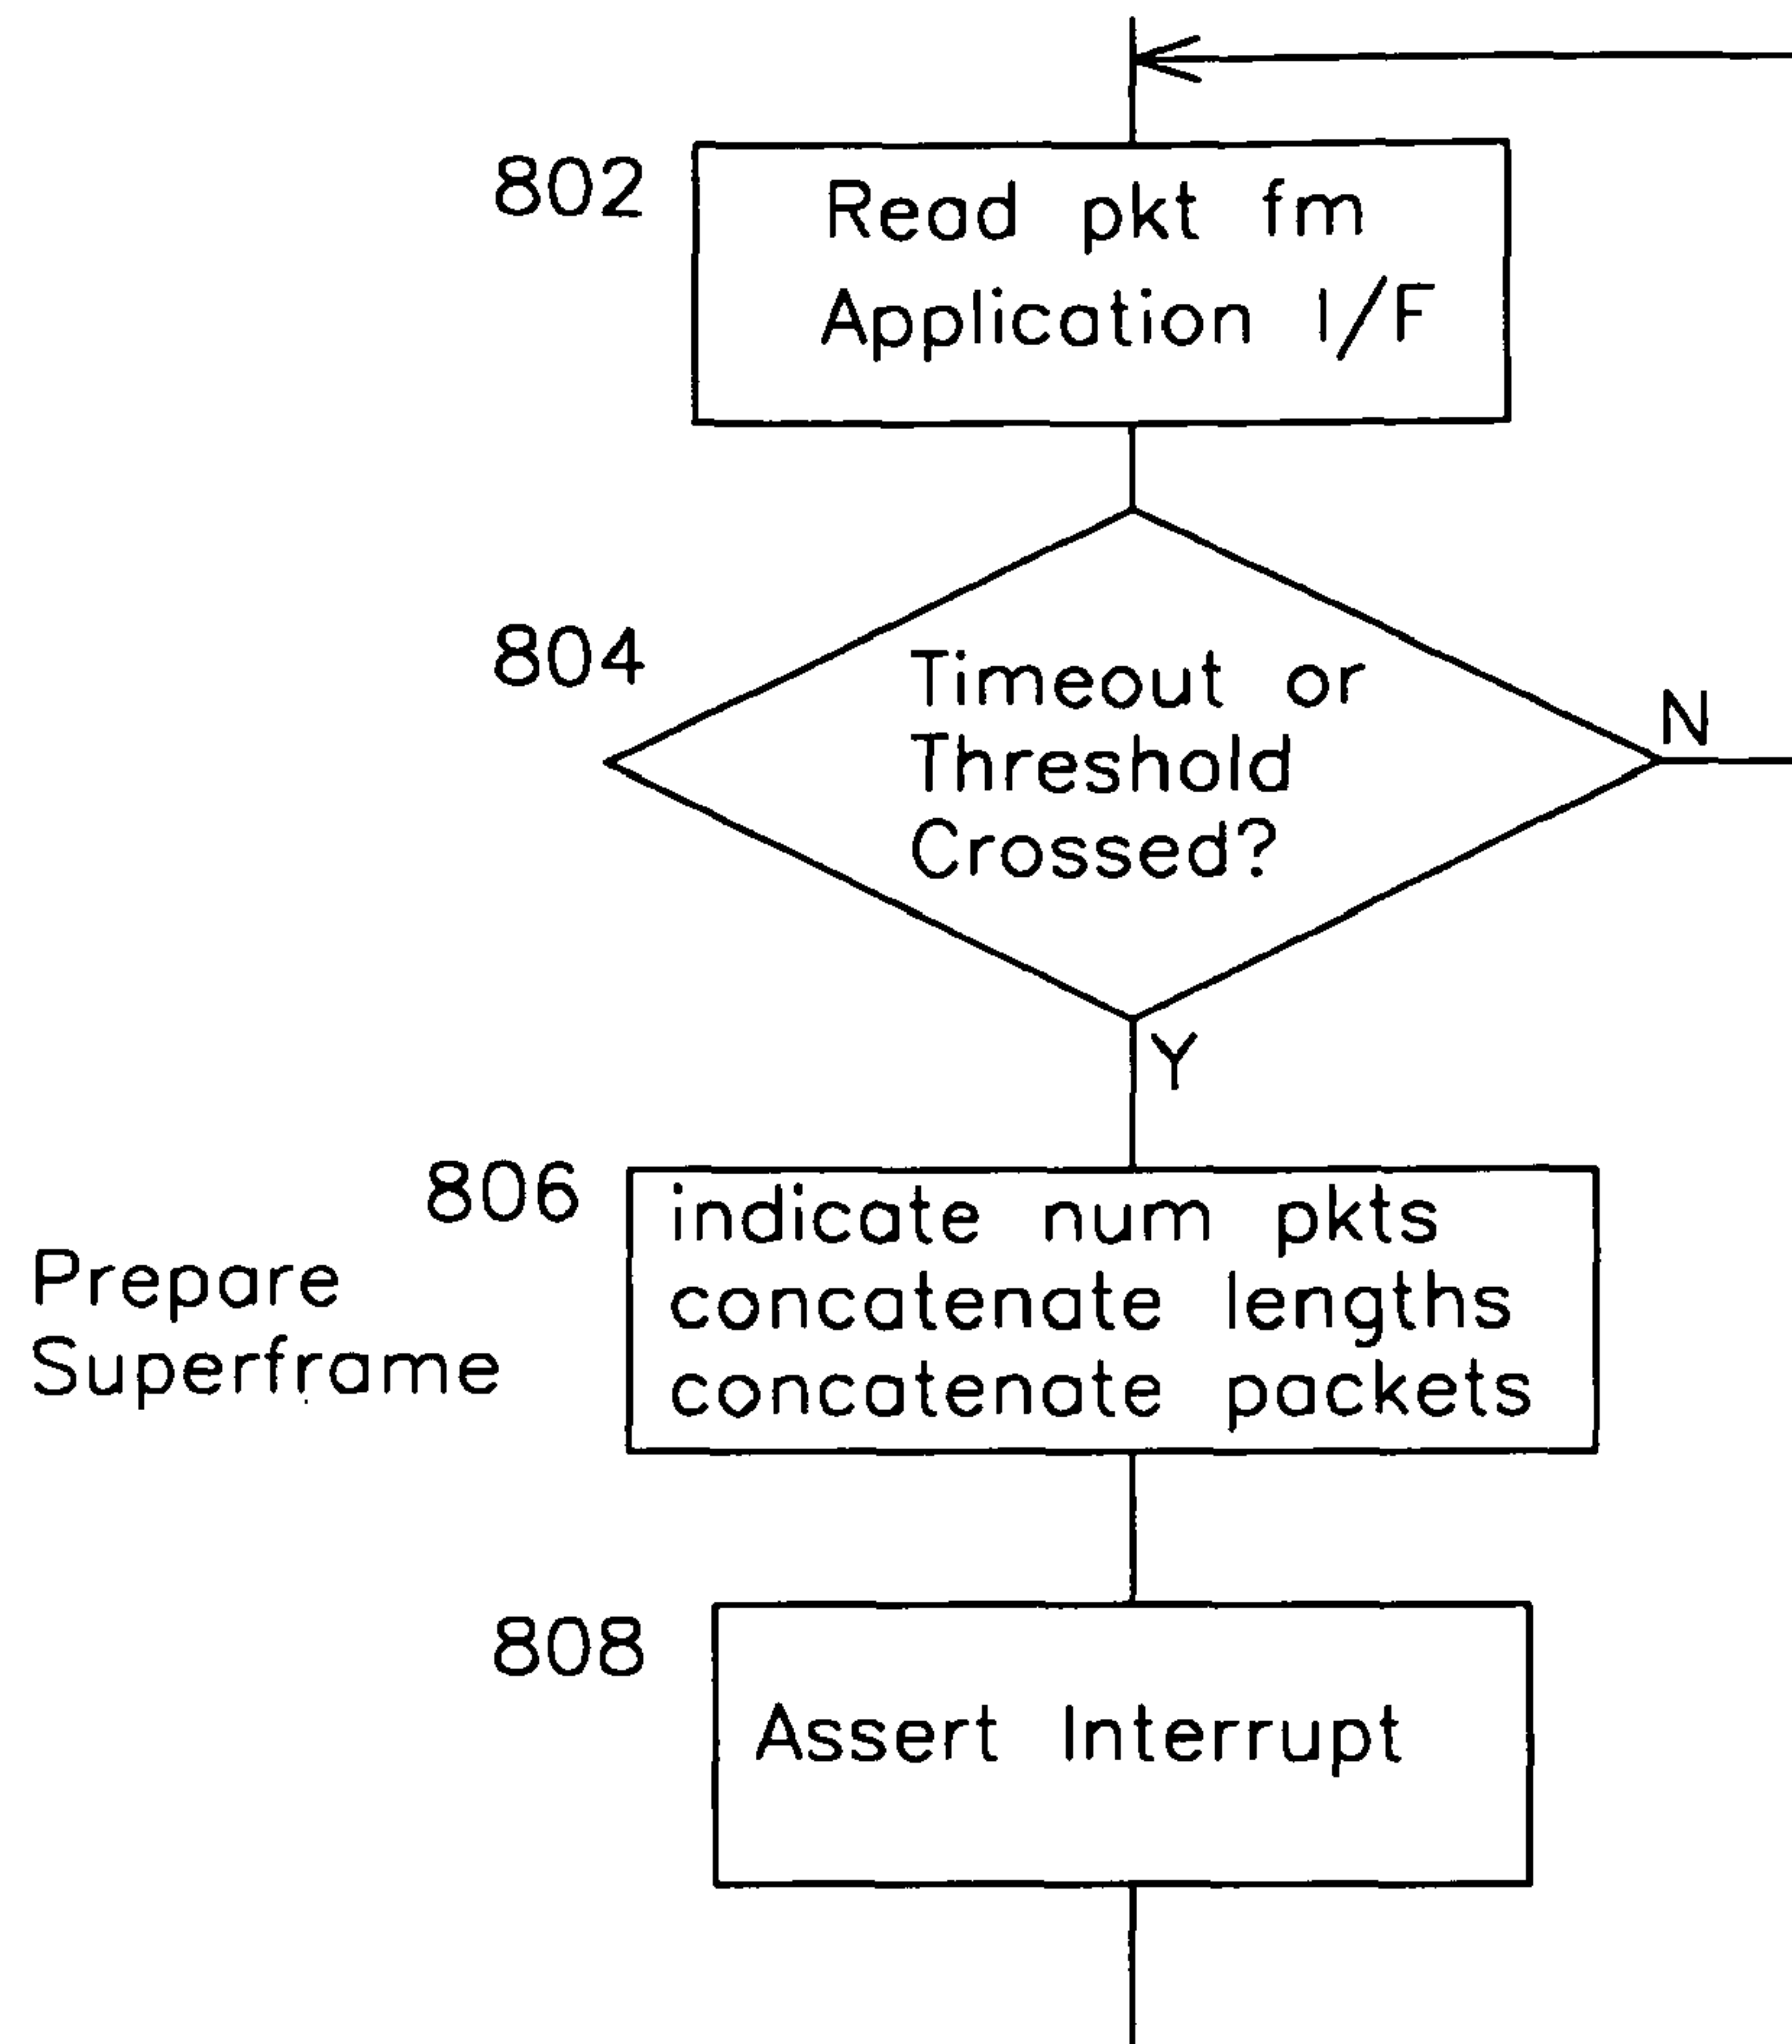 802
Read pkt fm
Application I/F
804
Timeout or
Threshold
Crossed?
N
Y
806
Prepare
Superframe
indicate num pkts
concatenate lengths
concatenate packets
808
Assert Interrupt